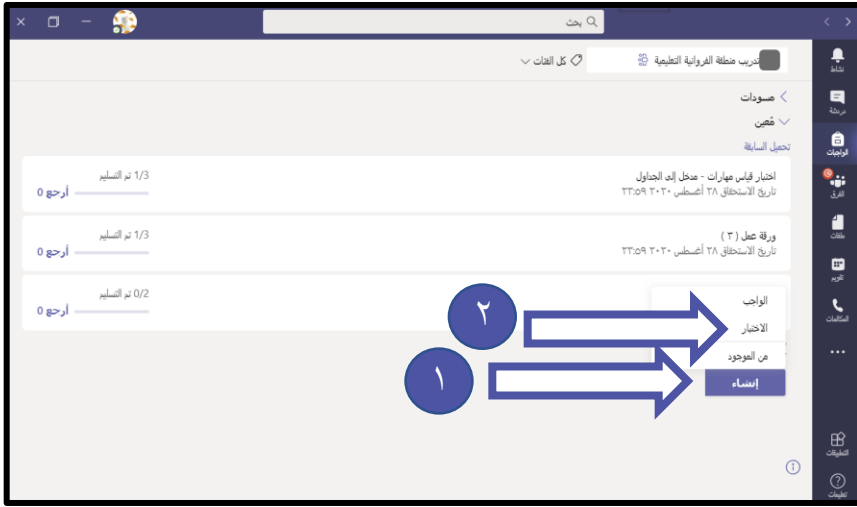 بحث
تدريب منطقة الفروانية التعليمية
كل الفئات
مسودات
مُعين
تحميل السابقة
اختبار قياس مهارات - مدخل إلى الجداول
تاريخ الاستحقاق ٢٨ أغسطس ٢٠٢٠ ٢٣:٥٩
1/3 تم التسليم
أرجع 0
ورقة عمل ( ٣ )
تاريخ الاستحقاق ٢٨ أغسطس ٢٠٢٠ ٢٣:٥٩
1/3 تم التسليم
أرجع 0
0/2 تم التسليم
أرجع 0
الواجب
الاختبار
من الموجود
إنشاء
٢
١
نشاط
دردشة
الواجبات
الفرق
ملفات
تقويم
المكالمات
التطبيقات
تعليمات